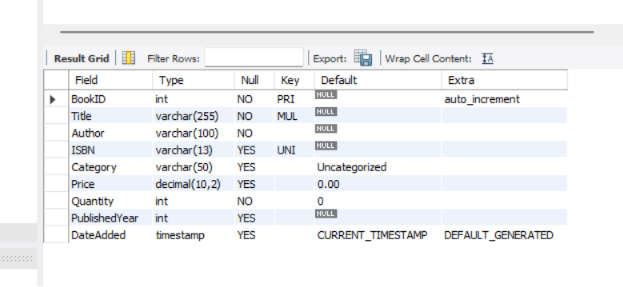 Result Grid Filter Rows: Export: Wrap Cell Content: IA
Field Type Null Key Default Extra
BookID int NO PRI NULL auto_increment
Title varchar(255) NO MUL NULL
Author varchar(100) NO NULL
ISBN varchar(13) YES UNI NULL
Category varchar(50) YES Uncategorized
Price decimal(10,2) YES 0.00
Quantity int NO 0
PublishedYear int YES NULL
DateAdded timestamp YES CURRENT_TIMESTAMP DEFAULT_GENERATED